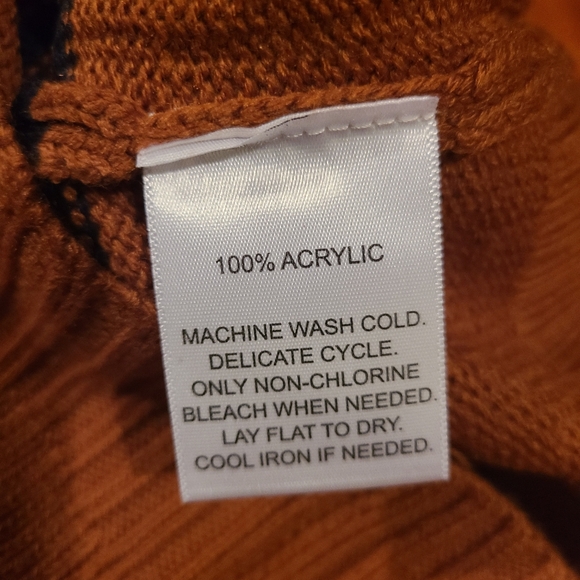 100% ACRYLIC
MACHINE WASH COLD.
DELICATE CYCLE.
ONLY NON-CHLORINE
BLEACH WHEN NEEDED.
LAY FLAT TO DRY.
COOL IRON IF NEEDED.